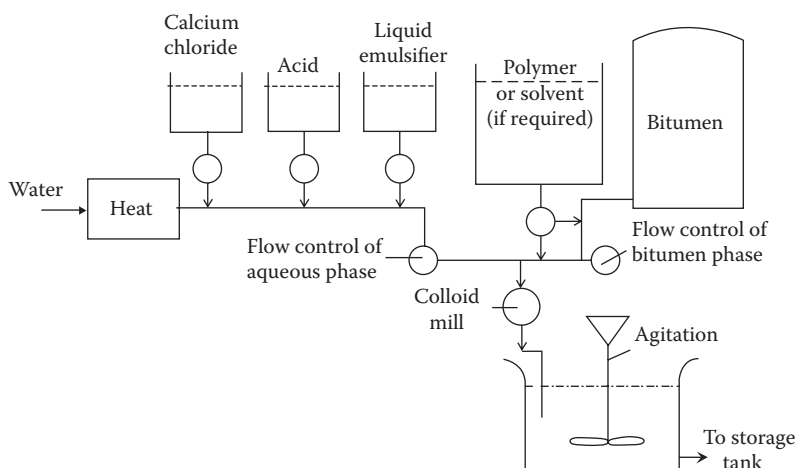 Calcium
chloride
Acid
Liquid
emulsifier
Polymer
or solvent
(if required)
Bitumen
Water
Heat
Flow control of
aqueous phase
Flow control of
bitumen phase
Colloid
mill
Agitation
To storage
tank